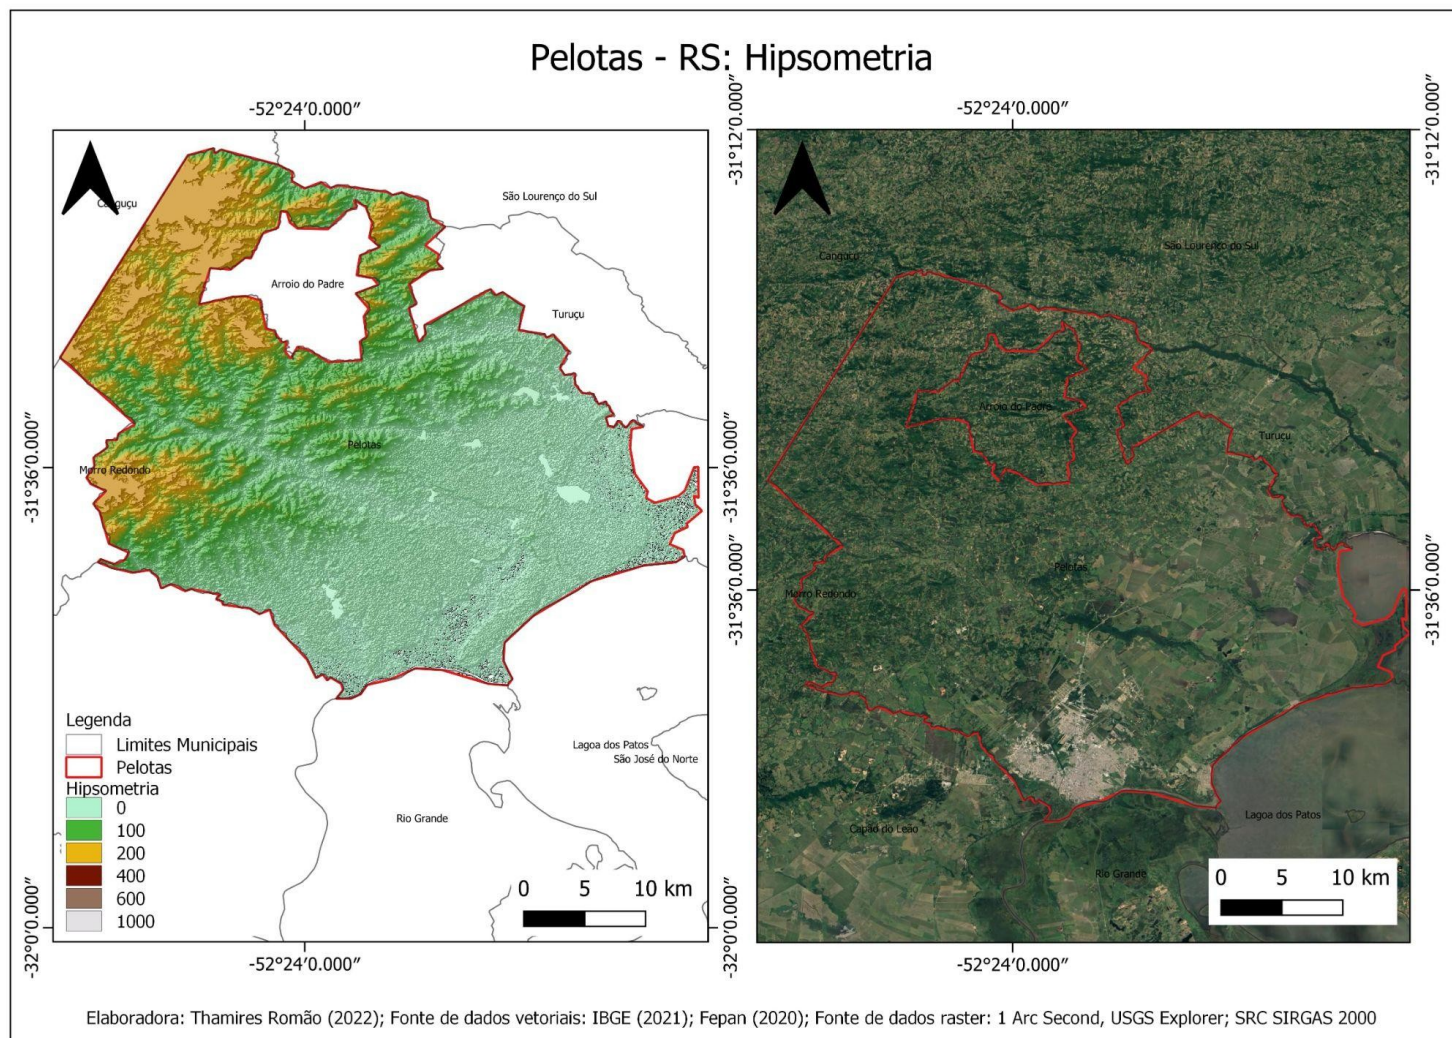 Pelotas - RS: Hipsometria
-52°24′0.000″
-52°24′0.000″
-31°12′0.000″
-31°12′0.000″
Canguçu
São Lourenço do Sul
Arroio do Padre
Turuçu
Pelotas
Morro Redondo
-31°36′0.000″
-31°36′0.000″
Lagoa dos Patos
São José do Norte
Rio Grande
Legenda
Limites Municipais
Pelotas
Hipsometria
0
100
200
400
600
1000
0 5 10 km
-32°0′0.000″
-32°0′0.000″
-52°24′0.000″
São Lourenço do Sul
Canguçu
Arroio do Padre
Turuçu
Pelotas
Morro Redondo
-31°36′0.000″
-31°36′0.000″
Capão do Leão
Lagoa dos Patos
Rio Grande
0 5 10 km
-52°24′0.000″
Elaboradora: Thamires Romão (2022); Fonte de dados vetoriais: IBGE (2021); Fepan (2020); Fonte de dados raster: 1 Arc Second, USGS Explorer; SRC SIRGAS 2000